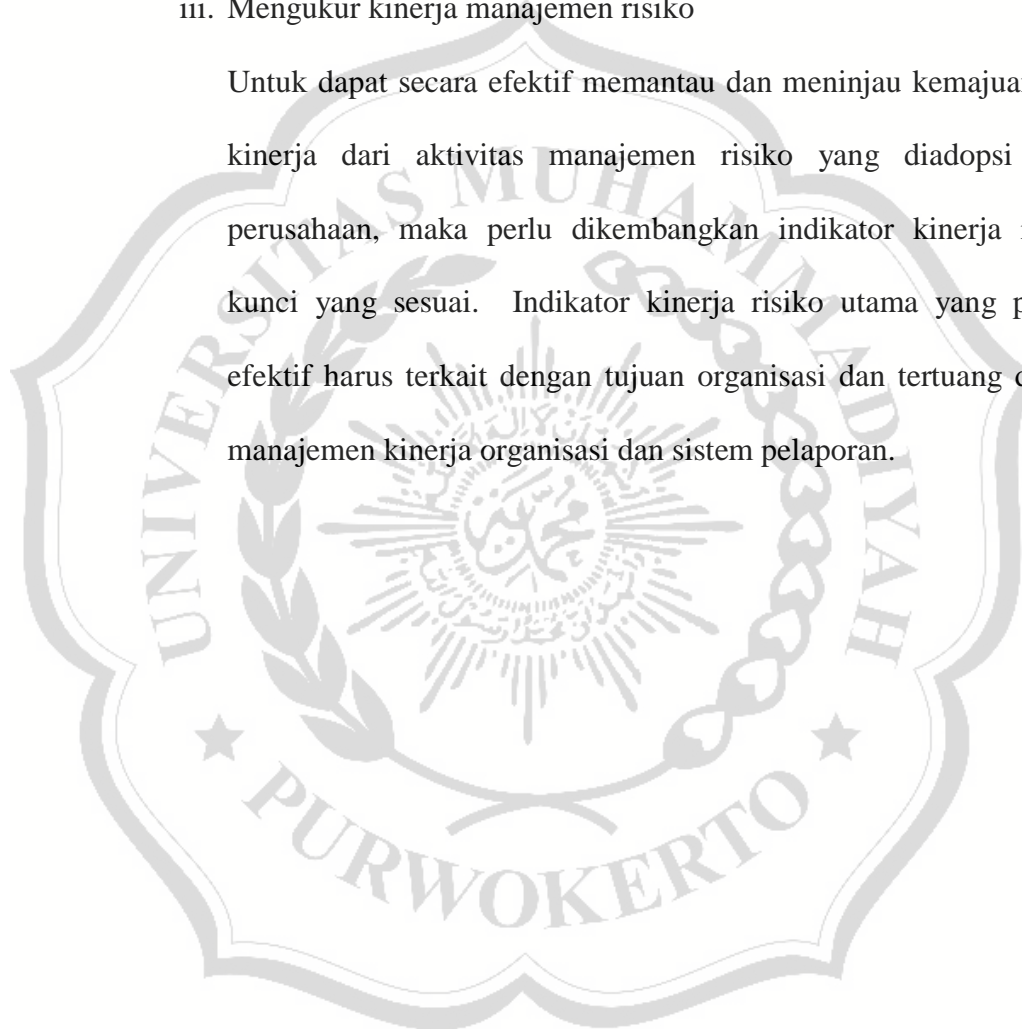 iii. Mengukur kinerja manajemen risiko
Untuk dapat secara efektif memantau dan meninjau kemajuan
kinerja dari aktivitas manajemen risiko yang diadopsi
perusahaan, maka perlu dikembangkan indikator kinerja
kunci yang sesuai. Indikator kinerja risiko utama yang
efektif harus terkait dengan tujuan organisasi dan tertuang
manajemen kinerja organisasi dan sistem pelaporan.
UNIVERSITAS MUHAMMADIYAH
PURWOKERTO